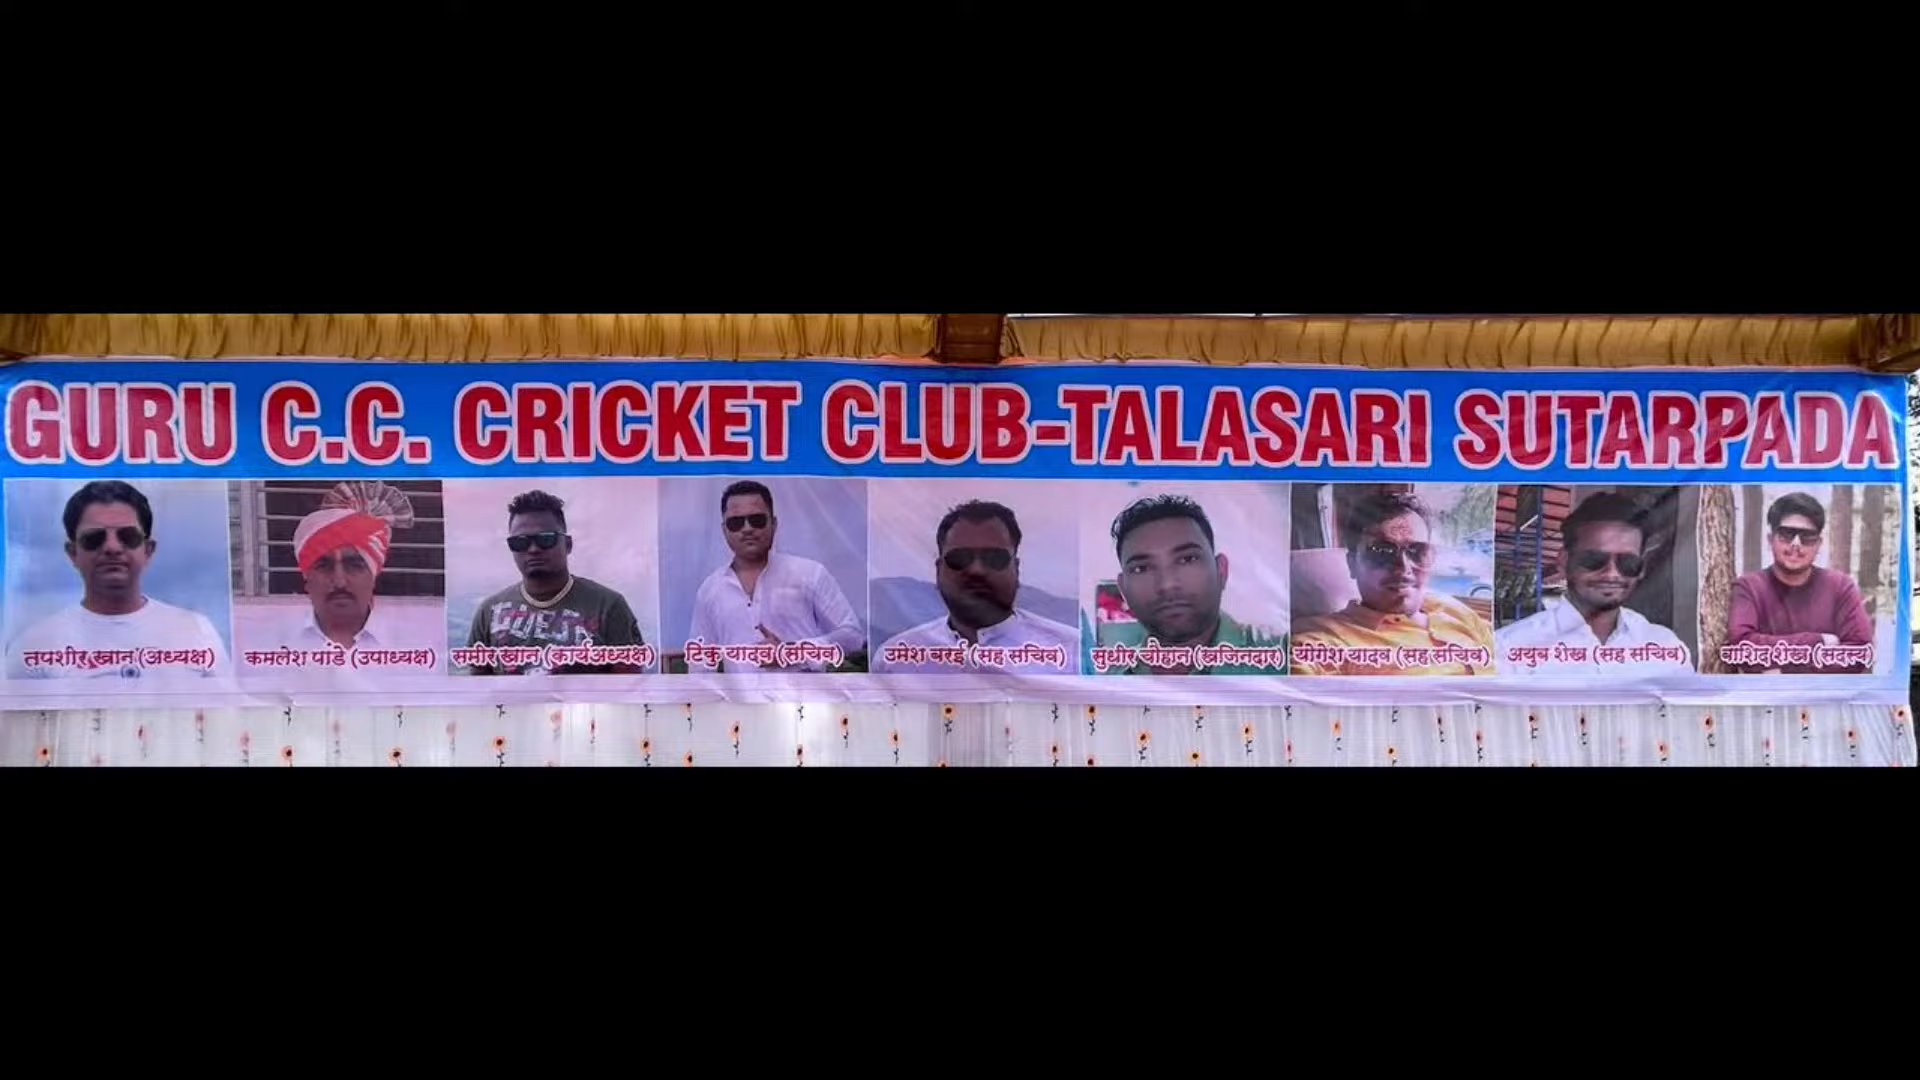 GURU C.C. CRICKET CLUB-TALASARI SUTARPADA
तपशीर खान (अध्यक्ष)
कमलेश पांडे (उपाध्यक्ष)
समीर खान (कार्यअध्यक्ष)
टिंकु यादव (सचिव)
उमेश बरई (सह सचिव)
सुधीर चौहान (खजिनदार)
योगेश यादव (सह सचिव)
अयुब शेख (सह सचिव)
शेख (सदस्य)